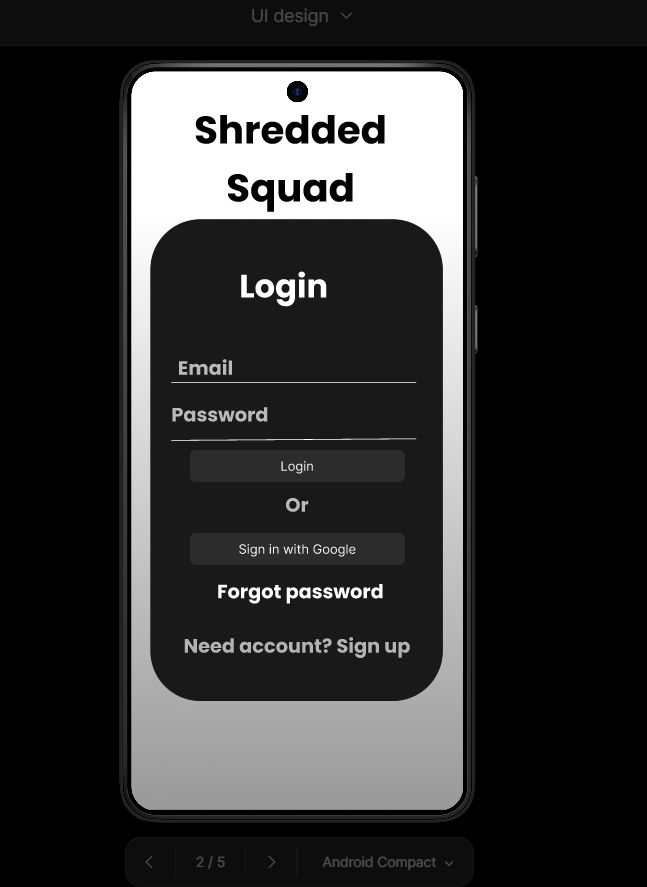 UI design
Shredded
Squad
Login
Email
Password
Login
Or
Sign in with Google
Forgot password
Need account? Sign up
2 / 5
Android Compact